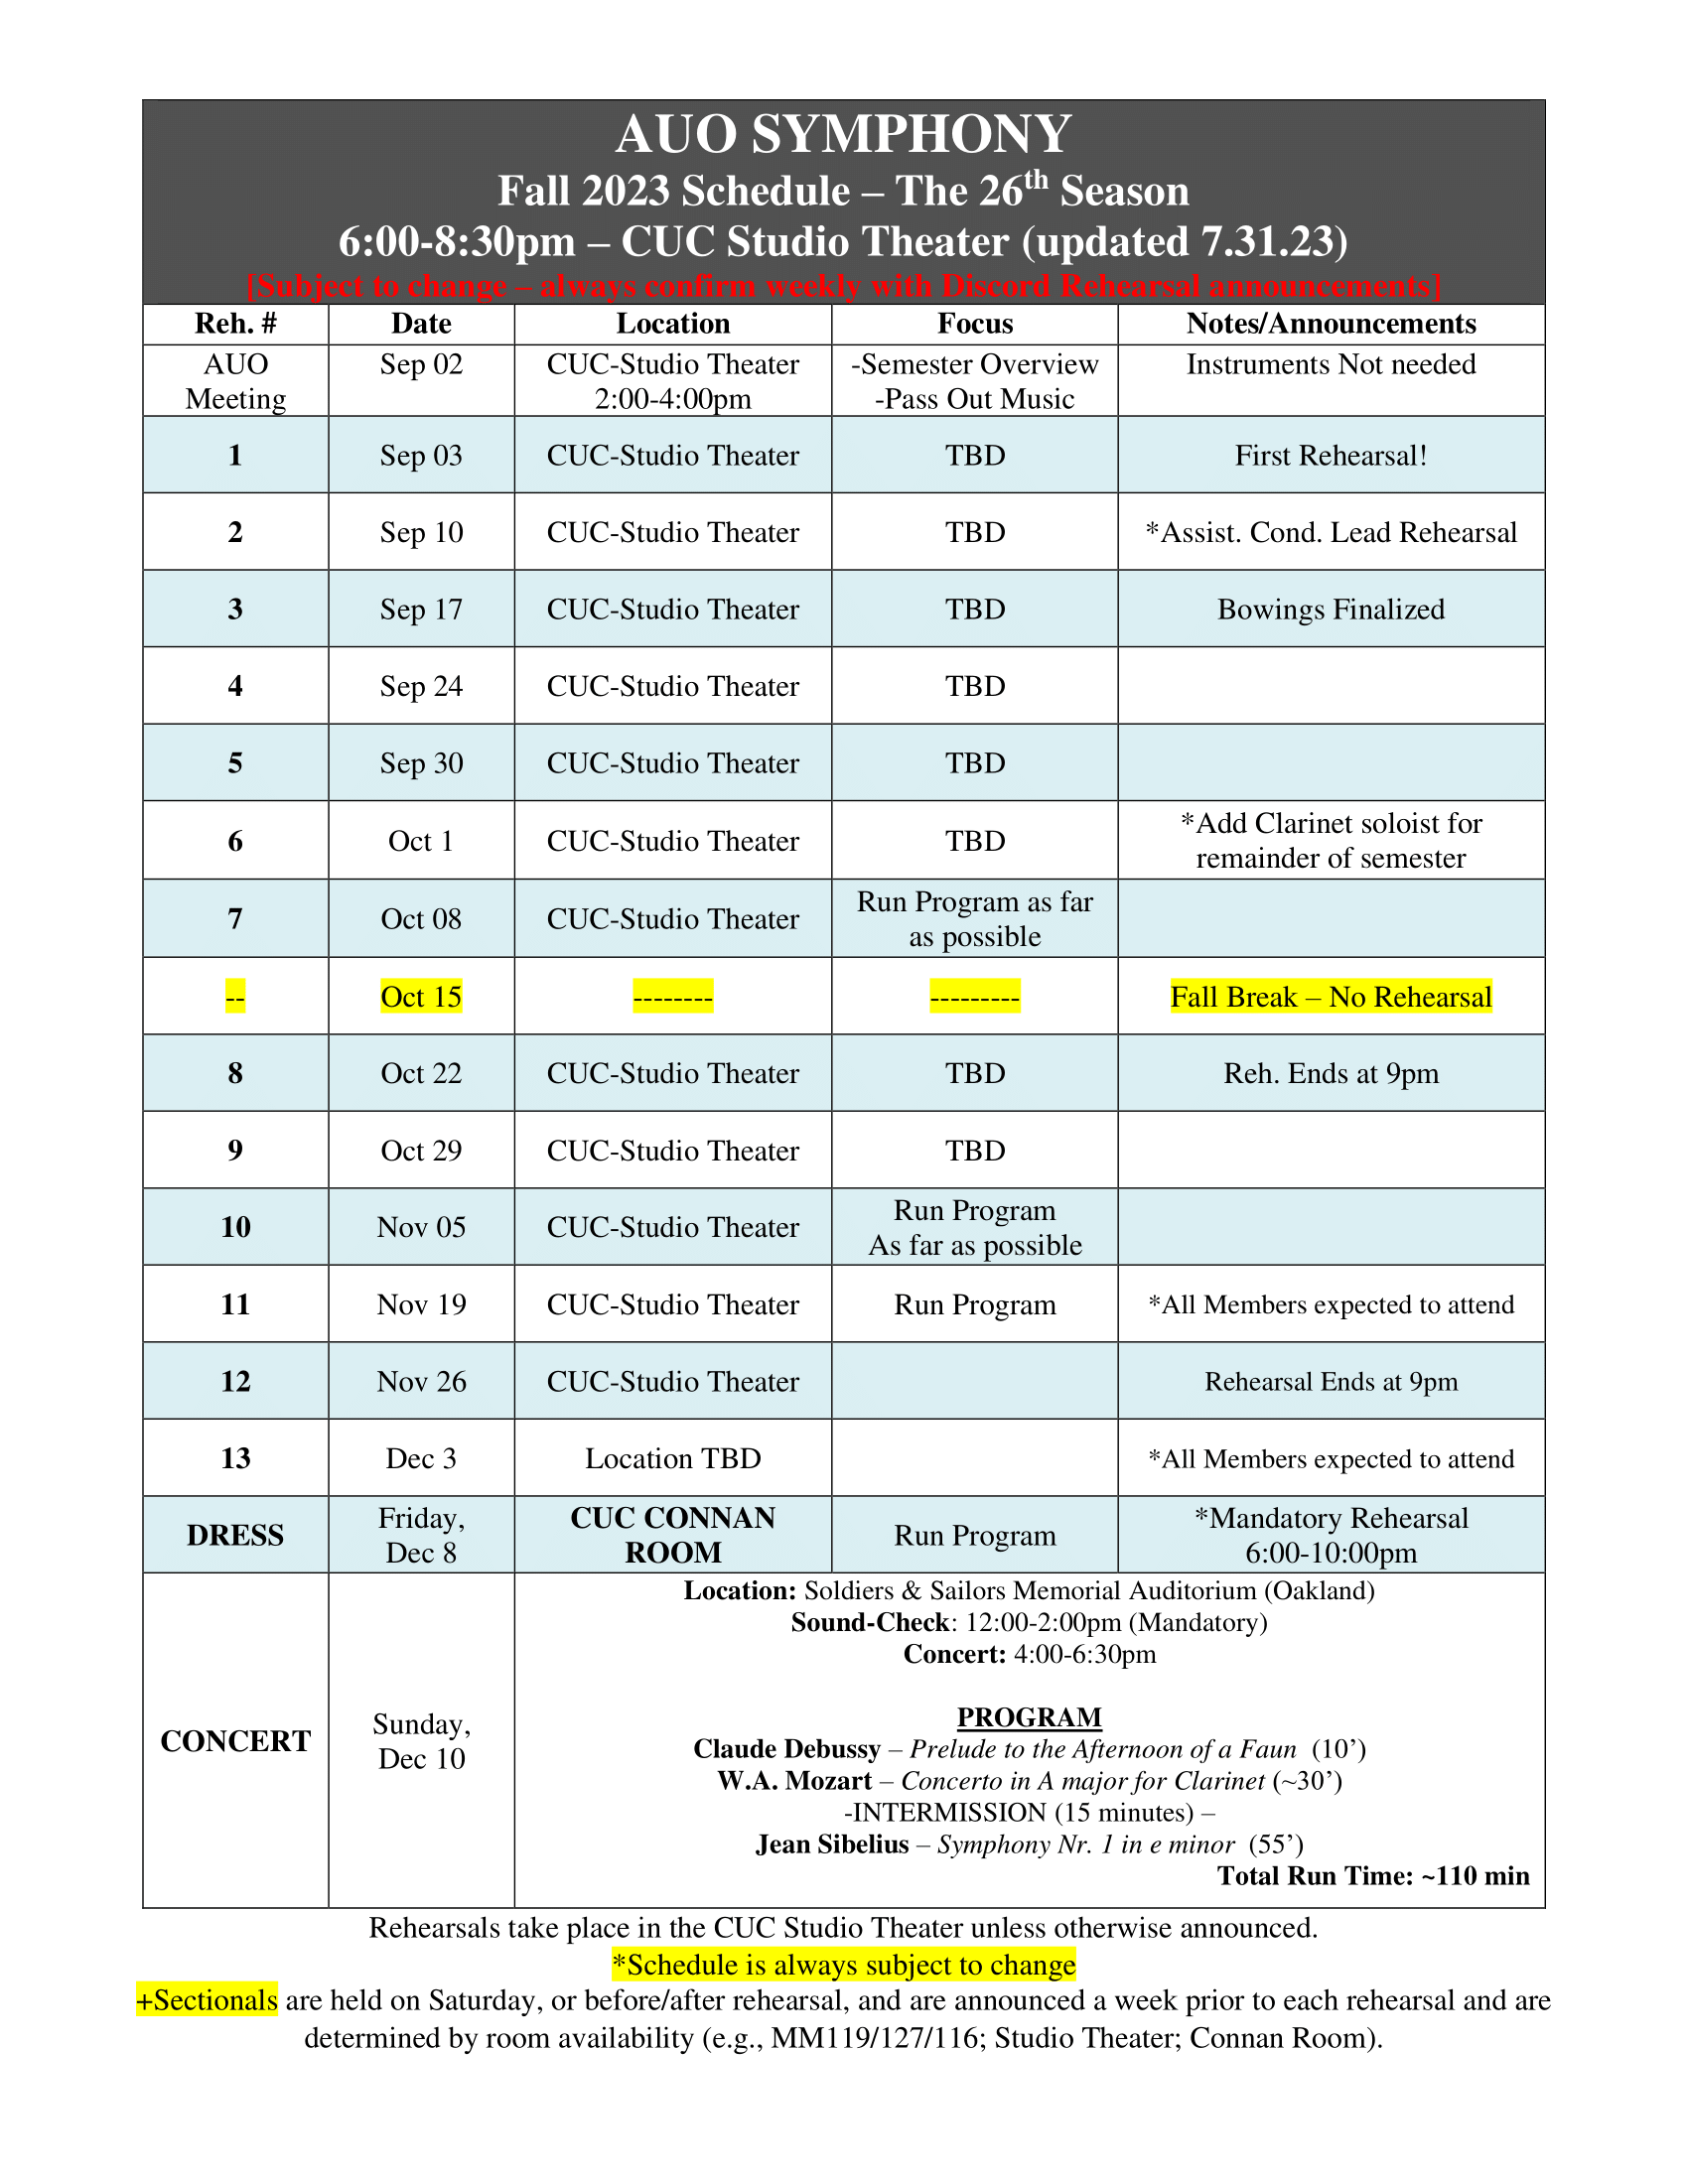 AUO SYMPHONY
Fall 2023 Schedule – The 26th Season
6:00-8:30pm – CUC Studio Theater (updated 7.31.23)
[Subject to change – always confirm weekly with Discord Rehearsal announcements]
Reh. # Date Location Focus Notes/Announcements
AUO Sep 02 CUC-Studio Theater -Semester Overview Instruments Not needed
Meeting 2:00-4:00pm -Pass Out Music
1 Sep 03 CUC-Studio Theater TBD First Rehearsal!
2 Sep 10 CUC-Studio Theater TBD *Assist. Cond. Lead Rehearsal
3 Sep 17 CUC-Studio Theater TBD Bowings Finalized
4 Sep 24 CUC-Studio Theater TBD
5 Sep 30 CUC-Studio Theater TBD
6 Oct 1 CUC-Studio Theater TBD *Add Clarinet soloist for
remainder of semester
7 Oct 08 CUC-Studio Theater Run Program as far
as possible
-- Oct 15 -------- --------- Fall Break – No Rehearsal
8 Oct 22 CUC-Studio Theater TBD Reh. Ends at 9pm
9 Oct 29 CUC-Studio Theater TBD
10 Nov 05 CUC-Studio Theater Run Program
As far as possible
11 Nov 19 CUC-Studio Theater Run Program *All Members expected to attend
12 Nov 26 CUC-Studio Theater Rehearsal Ends at 9pm
13 Dec 3 Location TBD *All Members expected to attend
DRESS Friday, CUC CONNAN Run Program *Mandatory Rehearsal
Dec 8 ROOM 6:00-10:00pm
CONCERT Sunday,
Dec 10
Location: Soldiers & Sailors Memorial Auditorium (Oakland)
Sound-Check: 12:00-2:00pm (Mandatory)
Concert: 4:00-6:30pm
PROGRAM
Claude Debussy – Prelude to the Afternoon of a Faun (10’)
W.A. Mozart – Concerto in A major for Clarinet (~30’)
-INTERMISSION (15 minutes) –
Jean Sibelius – Symphony Nr. 1 in e minor (55’)
Total Run Time: ~110 min
Rehearsals take place in the CUC Studio Theater unless otherwise announced.
*Schedule is always subject to change
+Sectionals are held on Saturday, or before/after rehearsal, and are announced a week prior to each rehearsal and are
determined by room availability (e.g., MM119/127/116; Studio Theater; Connan Room).